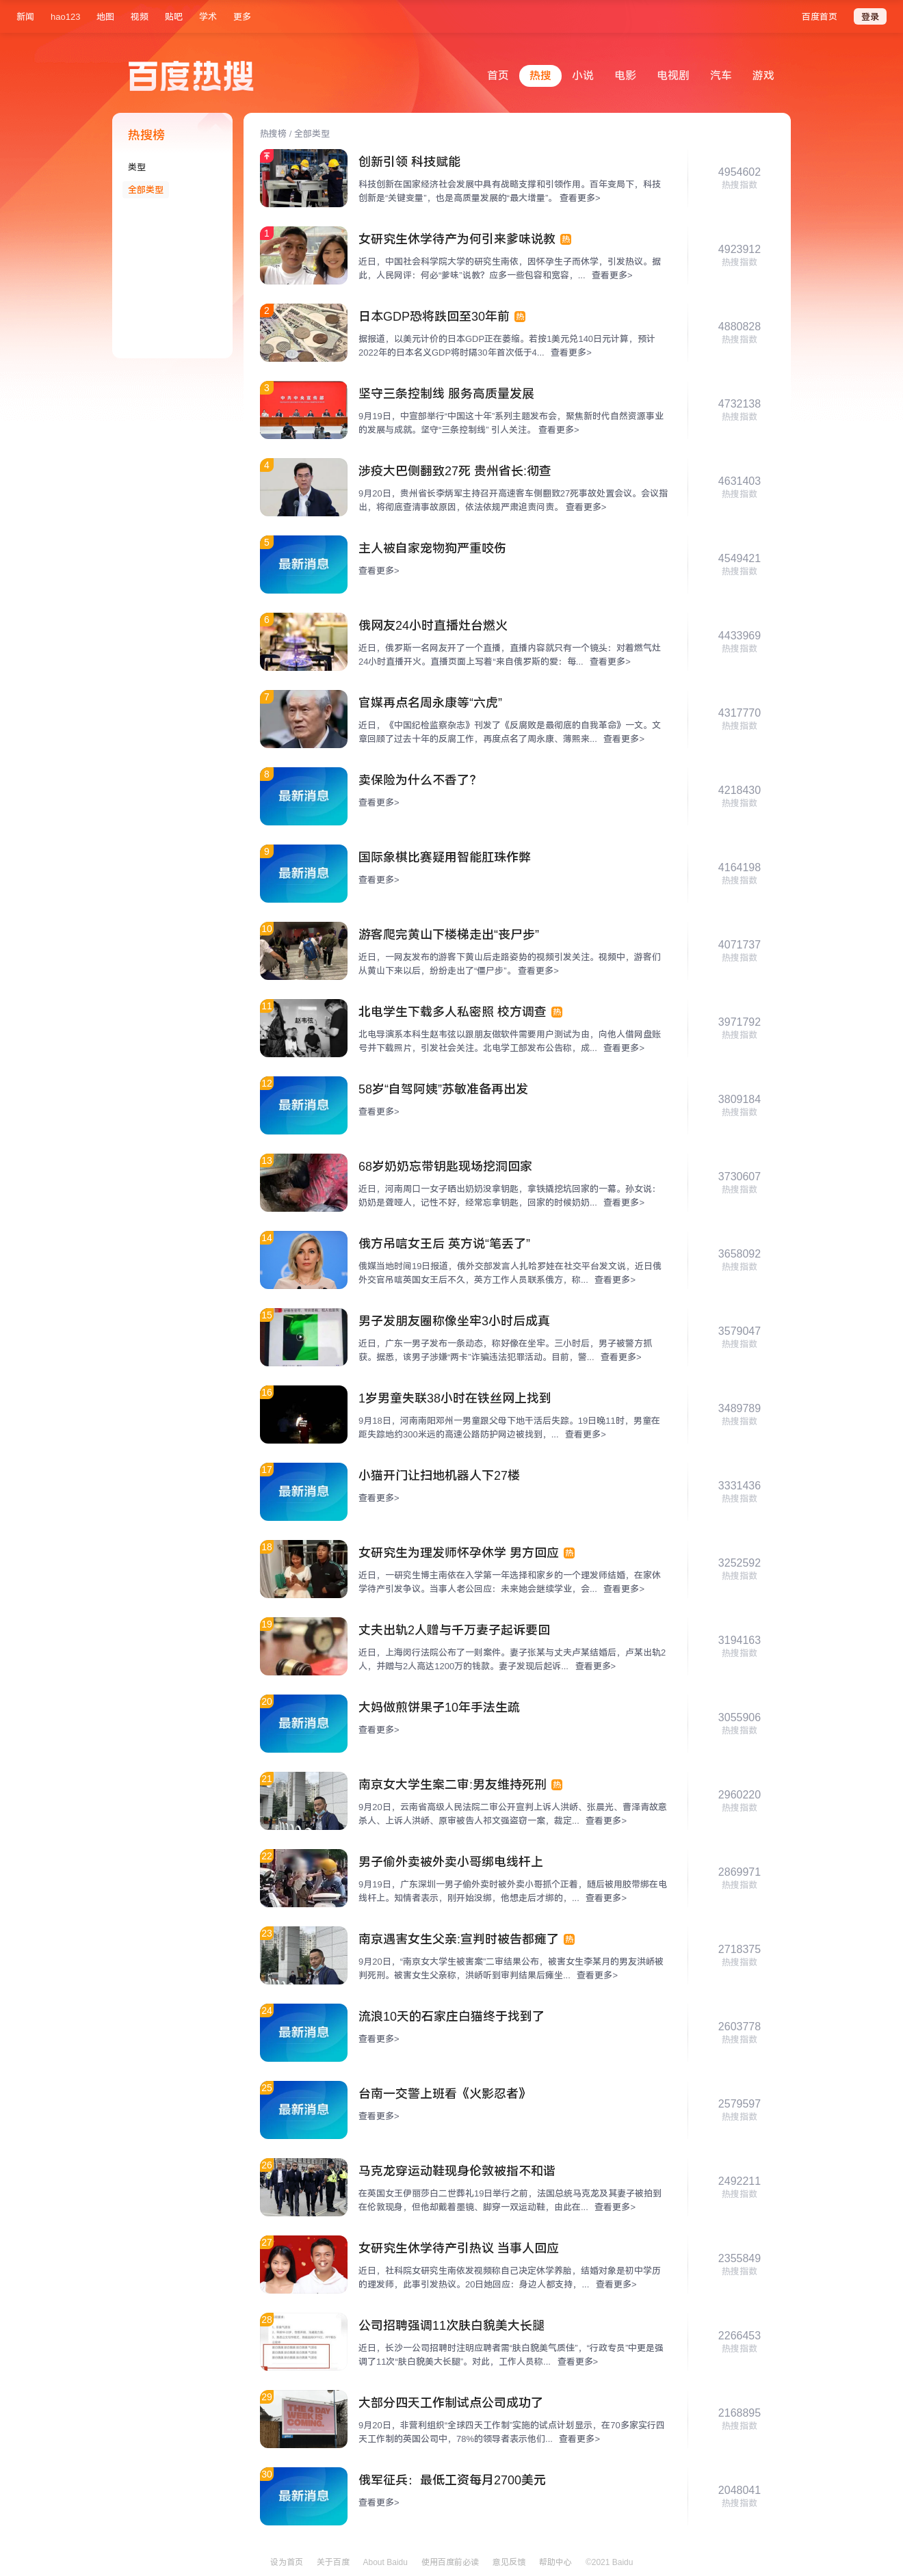 新闻 hao123 地图 视频 贴吧 学术 更多 百度首页 登录
百度热搜 首页 热搜 小说 电影 电视剧 汽车 游戏
热搜榜
类型
全部类型
热搜榜 / 全部类型
创新引领 科技赋能
科技创新在国家经济社会发展中具有战略支撑和引领作用。百年变局下，科技
创新是“关键变量”，也是高质量发展的“最大增量”。 查看更多>
4954602
热搜指数
1
女研究生休学待产为何引来爹味说教 热
近日，中国社会科学院大学的研究生南依，因怀孕生子而休学，引发热议。据
此，人民网评：何必“爹味”说教？应多一些包容和宽容，... 查看更多>
4923912
热搜指数
2
日本GDP恐将跌回至30年前 热
据报道，以美元计价的日本GDP正在萎缩。若按1美元兑140日元计算，预计
2022年的日本名义GDP将时隔30年首次低于4... 查看更多>
4880828
热搜指数
3
坚守三条控制线 服务高质量发展
9月19日，中宣部举行“中国这十年”系列主题发布会，聚焦新时代自然资源事业
的发展与成就。坚守“三条控制线” 引人关注。 查看更多>
4732138
热搜指数
4
涉疫大巴侧翻致27死 贵州省长:彻查
9月20日，贵州省长李炳军主持召开高速客车侧翻致27死事故处置会议。会议指
出，将彻底查清事故原因，依法依规严肃追责问责。 查看更多>
4631403
热搜指数
5
最新消息
主人被自家宠物狗严重咬伤
查看更多>
4549421
热搜指数
6
俄网友24小时直播灶台燃火
近日，俄罗斯一名网友开了一个直播，直播内容就只有一个镜头：对着燃气灶
24小时直播开火。直播页面上写着“来自俄罗斯的爱：每... 查看更多>
4433969
热搜指数
7
官媒再点名周永康等“六虎”
近日，《中国纪检监察杂志》刊发了《反腐败是最彻底的自我革命》一文。文
章回顾了过去十年的反腐工作，再度点名了周永康、薄熙来... 查看更多>
4317770
热搜指数
8
最新消息
卖保险为什么不香了？
查看更多>
4218430
热搜指数
9
最新消息
国际象棋比赛疑用智能肛珠作弊
查看更多>
4164198
热搜指数
10
游客爬完黄山下楼梯走出“丧尸步”
近日，一网友发布的游客下黄山后走路姿势的视频引发关注。视频中，游客们
从黄山下来以后，纷纷走出了“僵尸步”。 查看更多>
4071737
热搜指数
11
赵韦弦
北电学生下载多人私密照 校方调查 热
北电导演系本科生赵韦弦以跟朋友做软件需要用户测试为由，向他人借网盘账
号并下载照片，引发社会关注。北电学工部发布公告称，成... 查看更多>
3971792
热搜指数
12
最新消息
58岁“自驾阿姨”苏敏准备再出发
查看更多>
3809184
热搜指数
13
68岁奶奶忘带钥匙现场挖洞回家
近日，河南周口一女子晒出奶奶没拿钥匙，拿铁撬挖坑回家的一幕。孙女说：
奶奶是聋哑人，记性不好，经常忘拿钥匙，回家的时候奶奶... 查看更多>
3730607
热搜指数
14
俄方吊唁女王后 英方说“笔丢了”
俄媒当地时间19日报道，俄外交部发言人扎哈罗娃在社交平台发文说，近日俄
外交官吊唁英国女王后不久，英方工作人员联系俄方，称... 查看更多>
3658092
热搜指数
15
男子发朋友圈称像坐牢3小时后成真
近日，广东一男子发布一条动态，称好像在坐牢。三小时后，男子被警方抓
获。据悉，该男子涉嫌“两卡”诈骗违法犯罪活动。目前，警... 查看更多>
3579047
热搜指数
16
1岁男童失联38小时在铁丝网上找到
9月18日，河南南阳邓州一男童跟父母下地干活后失踪。19日晚11时，男童在
距失踪地约300米远的高速公路防护网边被找到，... 查看更多>
3489789
热搜指数
17
最新消息
小猫开门让扫地机器人下27楼
查看更多>
3331436
热搜指数
18
女研究生为理发师怀孕休学 男方回应 热
近日，一研究生博主南依在入学第一年选择和家乡的一个理发师结婚，在家休
学待产引发争议。当事人老公回应：未来她会继续学业，会... 查看更多>
3252592
热搜指数
19
丈夫出轨2人赠与千万妻子起诉要回
近日，上海闵行法院公布了一则案件。妻子张某与丈夫卢某结婚后，卢某出轨2
人，并赠与2人高达1200万的钱款。妻子发现后起诉... 查看更多>
3194163
热搜指数
20
最新消息
大妈做煎饼果子10年手法生疏
查看更多>
3055906
热搜指数
21
南京女大学生案二审:男友维持死刑 热
9月20日，云南省高级人民法院二审公开宣判上诉人洪峤、张晨光、曹泽青故意
杀人、上诉人洪峤、原审被告人祁文强盗窃一案，裁定... 查看更多>
2960220
热搜指数
22
男子偷外卖被外卖小哥绑电线杆上
9月19日，广东深圳一男子偷外卖时被外卖小哥抓个正着，随后被用胶带绑在电
线杆上。知情者表示，刚开始没绑，他想走后才绑的，... 查看更多>
2869971
热搜指数
23
南京遇害女生父亲:宣判时被告都瘫了 热
9月20日，“南京女大学生被害案”二审结果公布，被害女生李某月的男友洪峤被
判死刑。被害女生父亲称，洪峤听到审判结果后瘫坐... 查看更多>
2718375
热搜指数
24
最新消息
流浪10天的石家庄白猫终于找到了
查看更多>
2603778
热搜指数
25
最新消息
台南一交警上班看《火影忍者》
查看更多>
2579597
热搜指数
26
马克龙穿运动鞋现身伦敦被指不和谐
在英国女王伊丽莎白二世葬礼19日举行之前，法国总统马克龙及其妻子被拍到
在伦敦现身，但他却戴着墨镜、脚穿一双运动鞋，由此在... 查看更多>
2492211
热搜指数
27
女研究生休学待产引热议 当事人回应
近日，社科院女研究生南依发视频称自己决定休学养胎，结婚对象是初中学历
的理发师，此事引发热议。20日她回应：身边人都支持，... 查看更多>
2355849
热搜指数
28
公司招聘强调11次肤白貌美大长腿
近日，长沙一公司招聘时注明应聘者需“肤白貌美气质佳”，“行政专员”中更是强
调了11次“肤白貌美大长腿”。对此，工作人员称... 查看更多>
2266453
热搜指数
29
大部分四天工作制试点公司成功了
9月20日，非营利组织“全球四天工作制”实施的试点计划显示，在70多家实行四
天工作制的英国公司中，78%的领导者表示他们... 查看更多>
2168895
热搜指数
30
最新消息
俄军征兵：最低工资每月2700美元
查看更多>
2048041
热搜指数
设为首页 关于百度 About Baidu 使用百度前必读 意见反馈 帮助中心 ©2021 Baidu